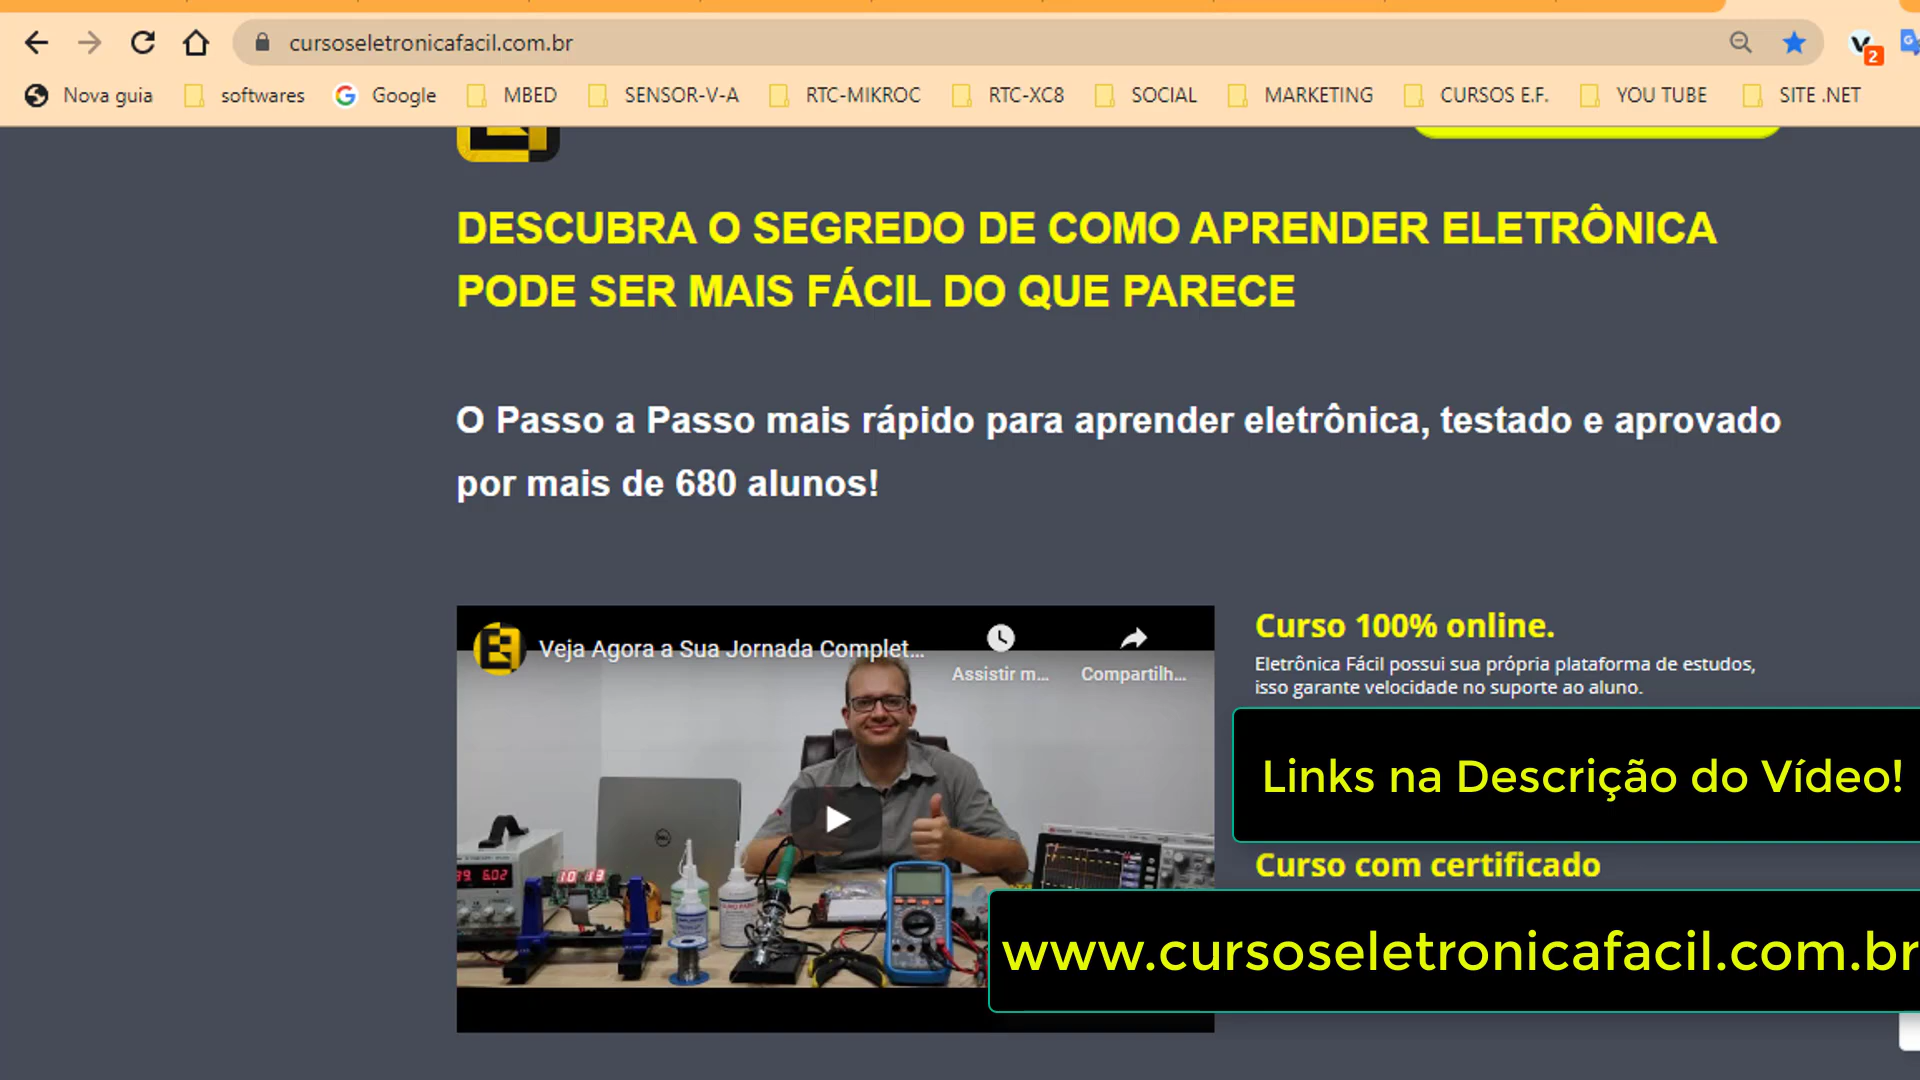 cursoseletronicafacil.com.br
2
Nova guia softwares Google MBED SENSOR-V-A RTC-MIKROC RTC-XC8 SOCIAL MARKETING CURSOS E.F. YOU TUBE SITE .NET
DESCUBRA O SEGREDO DE COMO APRENDER ELETRÔNICA
PODE SER MAIS FÁCIL DO QUE PARECE
O Passo a Passo mais rápido para aprender eletrônica, testado e aprovado
por mais de 680 alunos!
Veja Agora a Sua Jornada Complet...
Assistir m... Compartilh...
Curso 100% online.
Eletrônica Fácil possui sua própria plataforma de estudos,
isso garante velocidade no suporte ao aluno.
Links na Descrição do Vídeo!
Curso com certificado
www.cursoseletronicafacil.com.br